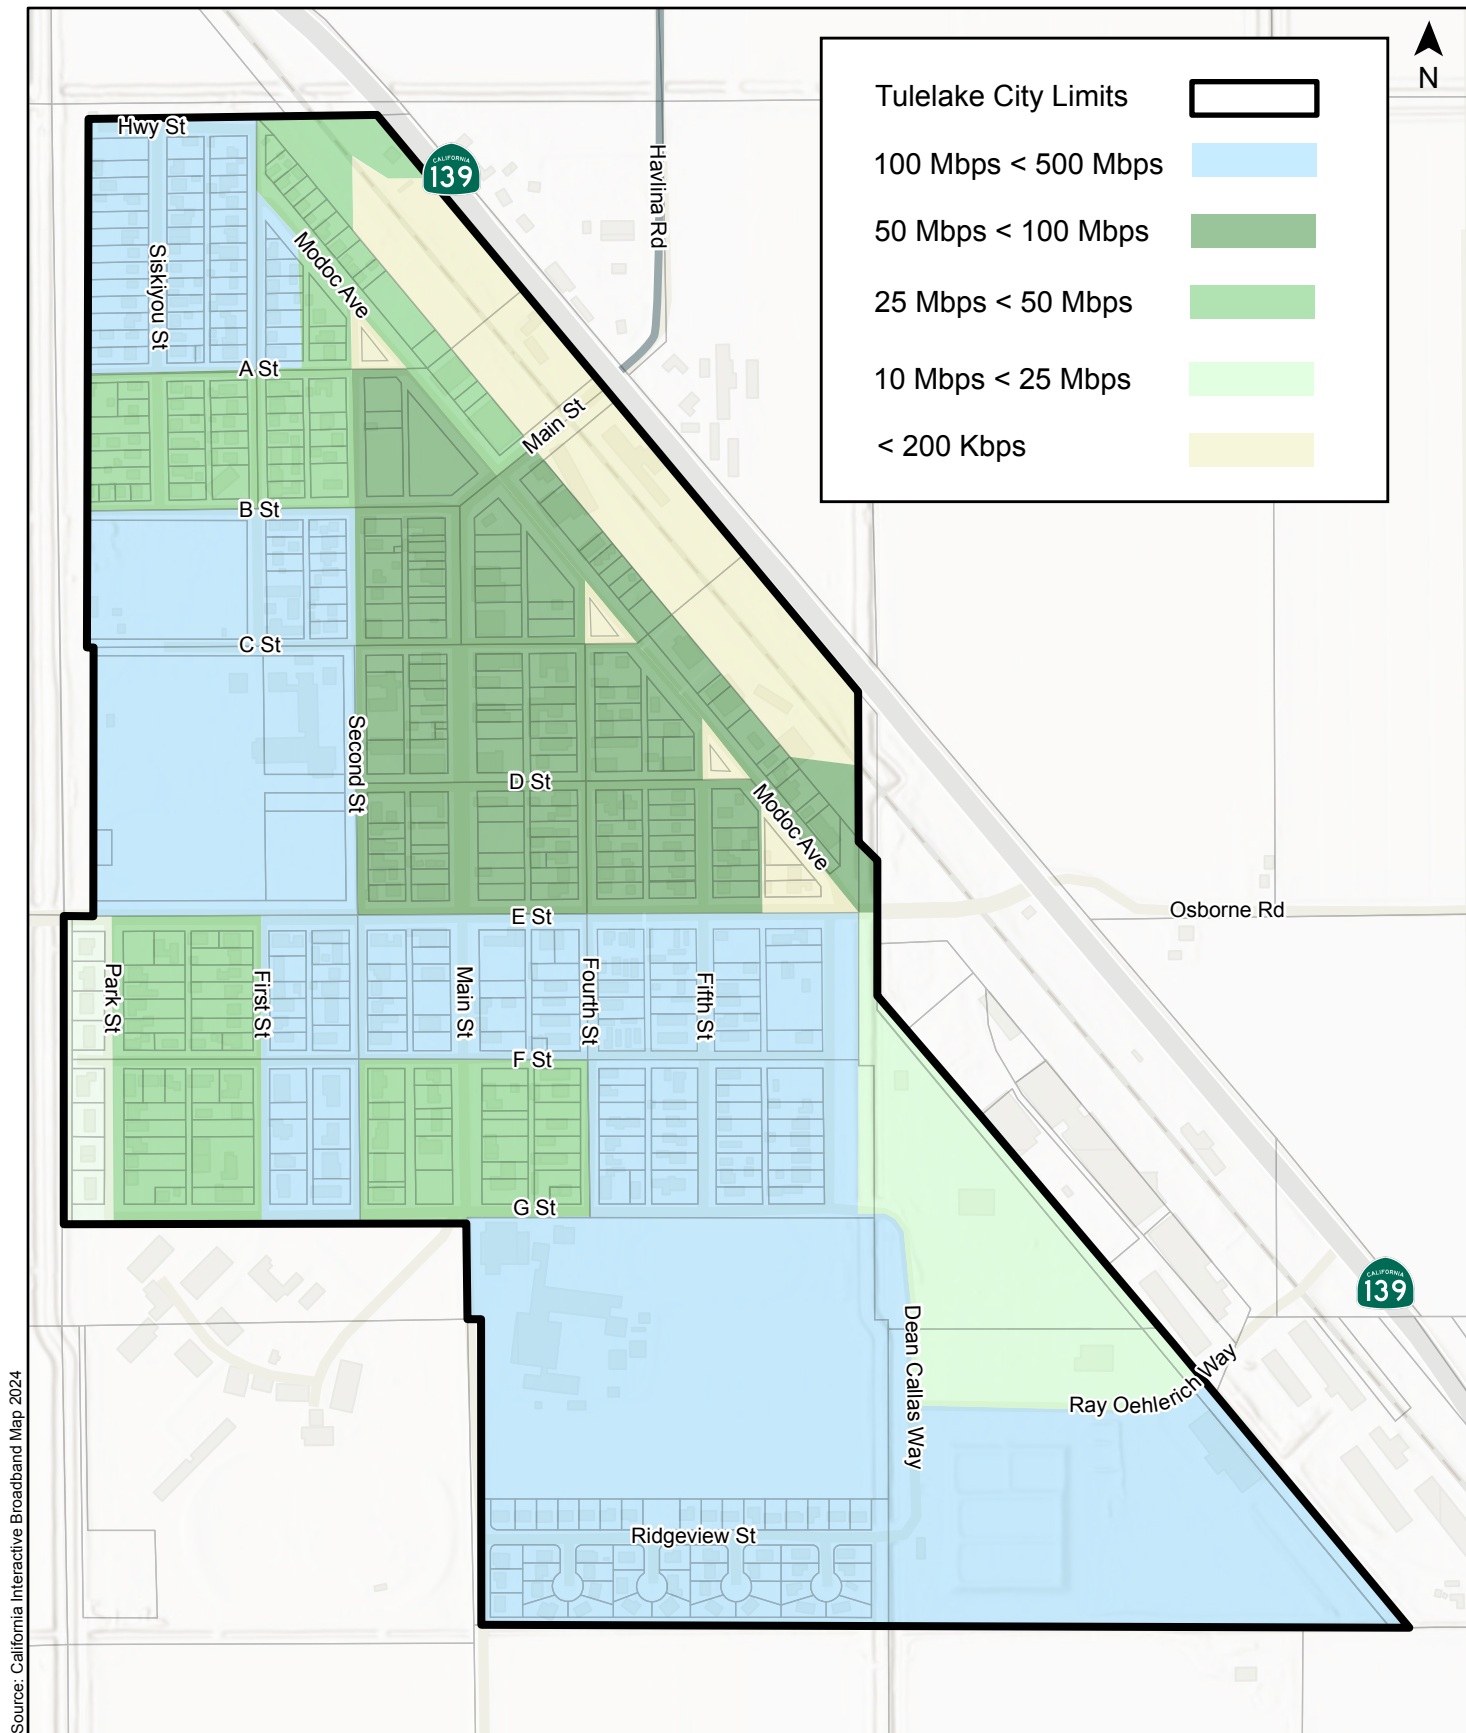 N
Tulelake City Limits
100 Mbps < 500 Mbps
50 Mbps < 100 Mbps
25 Mbps < 50 Mbps
10 Mbps < 25 Mbps
< 200 Kbps
Hwy St
CALIFORNIA
139
Havlina Rd
Siskiyou St
Modoc Ave
A St
Main St
B St
C St
Second St
D St
Modoc Ave
E St
Osborne Rd
Park St
First St
Main St
Fourth St
Fifth St
F St
G St
CALIFORNIA
139
Dean Callas Way
Ray Oehlerich Way
Ridgeview St
Source: California Interactive Broadband Map 2024